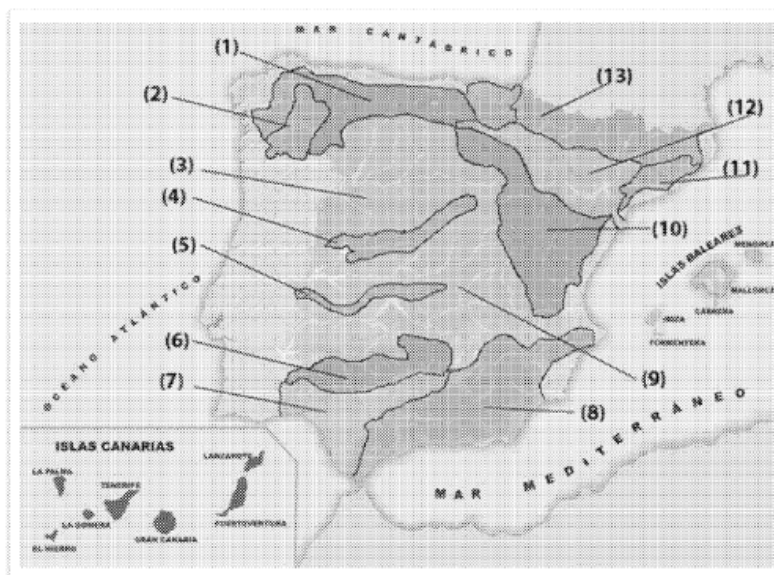 MAR CANTÁBRICO
(1)
(2)
(13)
(12)
(3)
(11)
(4)
(10)
(5)
ISLAS BALEARES
MENORCA
MALLORCA
CABRERA
IBIZA
FORMENTERA
OCÉANO ATLÁNTICO
(6)
(9)
(7)
(8)
MAR MEDITERRÁNEO
ISLAS CANARIAS
LANZAROTE
LA PALMA
TENERIFE
LA GOMERA
FUERTEVENTURA
EL HIERRO
GRAN CANARIA